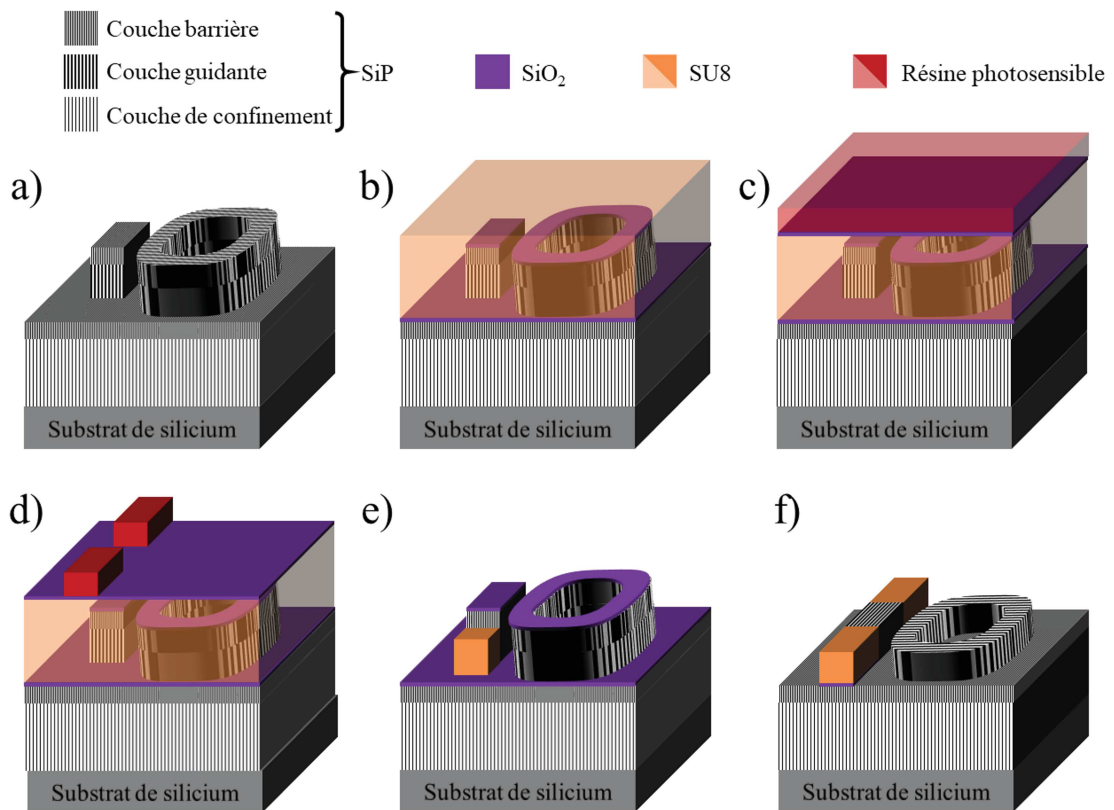 Couche barrière
Couche guidante
Couche de confinement
SiP
SiO₂
SU8
Résine photosensible
a)
b)
c)
Substrat de silicium
Substrat de silicium
Substrat de silicium
d)
e)
f)
Substrat de silicium
Substrat de silicium
Substrat de silicium